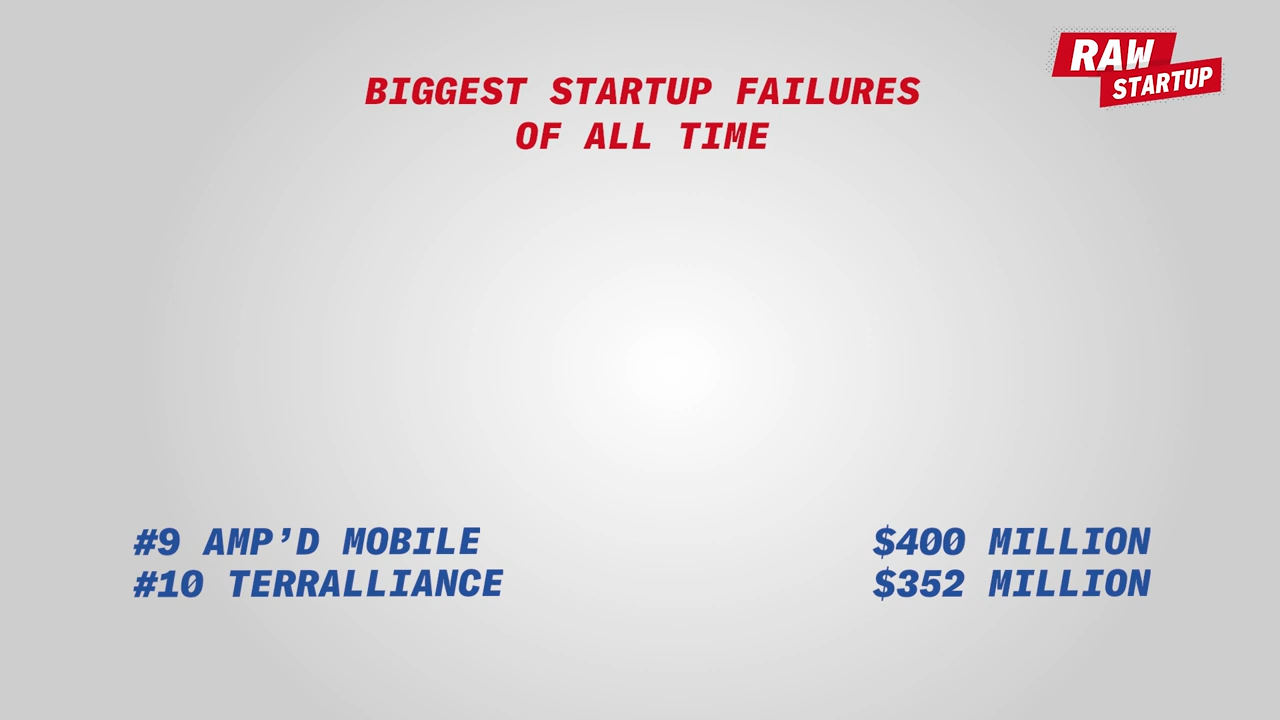 RAW
STARTUP
BIGGEST STARTUP FAILURES
OF ALL TIME
#9 AMP’D MOBILE $400 MILLION
#10 TERRALLIANCE $352 MILLION